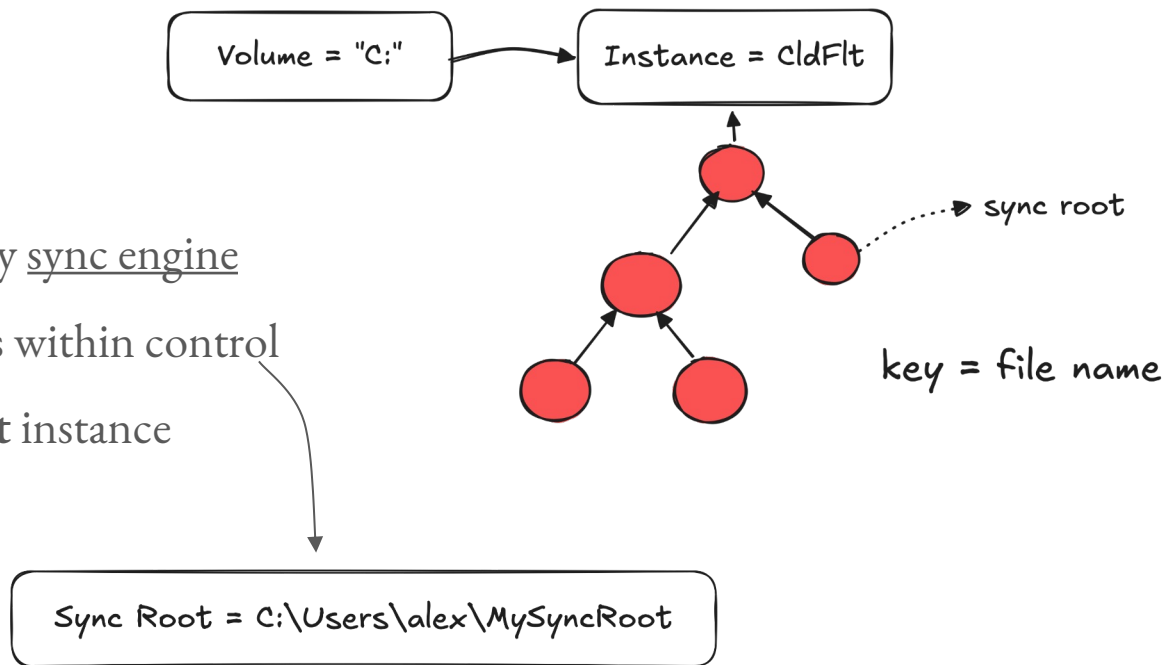 Volume = "C:"
Instance = CldFlt
sync root
y sync engine
s within control
key = file name
t instance
Sync Root = C:\Users\alex\MySyncRoot